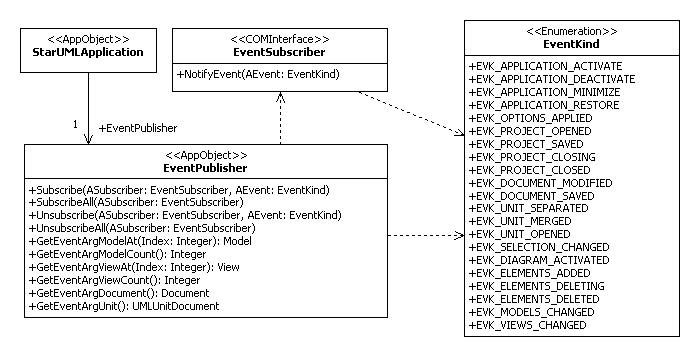 <<AppObject>>
StarUMLApplication
<<COMInterface>>
EventSubscriber
+NotifyEvent(AEvent: EventKind)
1
+EventPublisher
<<AppObject>>
EventPublisher
+Subscribe(ASubscriber: EventSubscriber, AEvent: EventKind)
+SubscribeAll(ASubscriber: EventSubscriber)
+Unsubscribe(ASubscriber: EventSubscriber, AEvent: EventKind)
+UnsubscribeAll(ASubscriber: EventSubscriber)
+GetEventArgModelAt(Index: Integer): Model
+GetEventArgModelCount(): Integer
+GetEventArgViewAt(Index: Integer): View
+GetEventArgViewCount(): Integer
+GetEventArgDocument(): Document
+GetEventArgUnit(): UMLUnitDocument
<<Enumeration>>
EventKind
+EVK_APPLICATION_ACTIVATE
+EVK_APPLICATION_DEACTIVATE
+EVK_APPLICATION_MINIMIZE
+EVK_APPLICATION_RESTORE
+EVK_OPTIONS_APPLIED
+EVK_PROJECT_OPENED
+EVK_PROJECT_SAVED
+EVK_PROJECT_CLOSING
+EVK_PROJECT_CLOSED
+EVK_DOCUMENT_MODIFIED
+EVK_DOCUMENT_SAVED
+EVK_UNIT_SEPARATED
+EVK_UNIT_MERGED
+EVK_UNIT_OPENED
+EVK_SELECTION_CHANGED
+EVK_DIAGRAM_ACTIVATED
+EVK_ELEMENTS_ADDED
+EVK_ELEMENTS_DELETING
+EVK_ELEMENTS_DELETED
+EVK_MODELS_CHANGED
+EVK_VIEWS_CHANGED